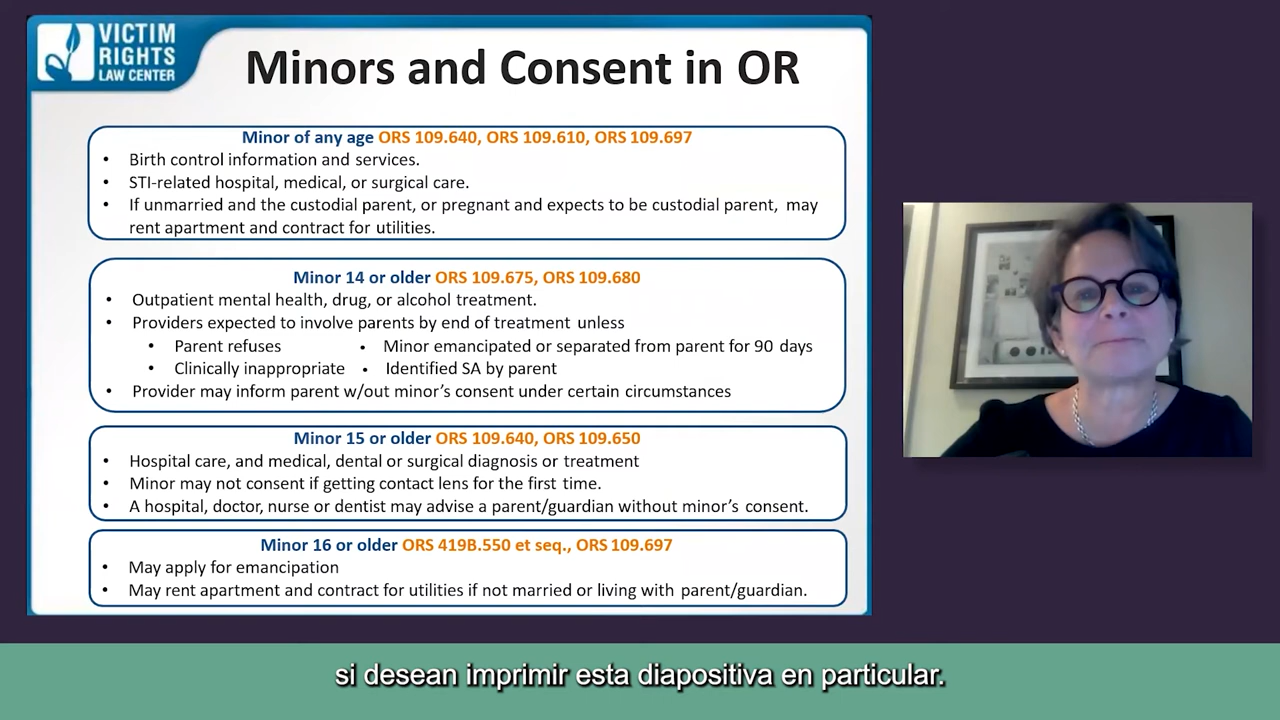 VICTIM
RIGHTS
LAW CENTER
Minors and Consent in OR
Minor of any age ORS 109.640, ORS 109.610, ORS 109.697
• Birth control information and services.
• STI-related hospital, medical, or surgical care.
• If unmarried and the custodial parent, or pregnant and expects to be custodial parent, may
rent apartment and contract for utilities.
Minor 14 or older ORS 109.675, ORS 109.680
• Outpatient mental health, drug, or alcohol treatment.
• Providers expected to involve parents by end of treatment unless
• Parent refuses • Minor emancipated or separated from parent for 90 days
• Clinically inappropriate • Identified SA by parent
• Provider may inform parent w/out minor's consent under certain circumstances
Minor 15 or older ORS 109.640, ORS 109.650
• Hospital care, and medical, dental or surgical diagnosis or treatment
• Minor may not consent if getting contact lens for the first time.
• A hospital, doctor, nurse or dentist may advise a parent/guardian without minor's consent.
Minor 16 or older ORS 419B.550 et seq., ORS 109.697
• May apply for emancipation
• May rent apartment and contract for utilities if not married or living with parent/guardian.
si desean imprimir esta diapositiva en particular.